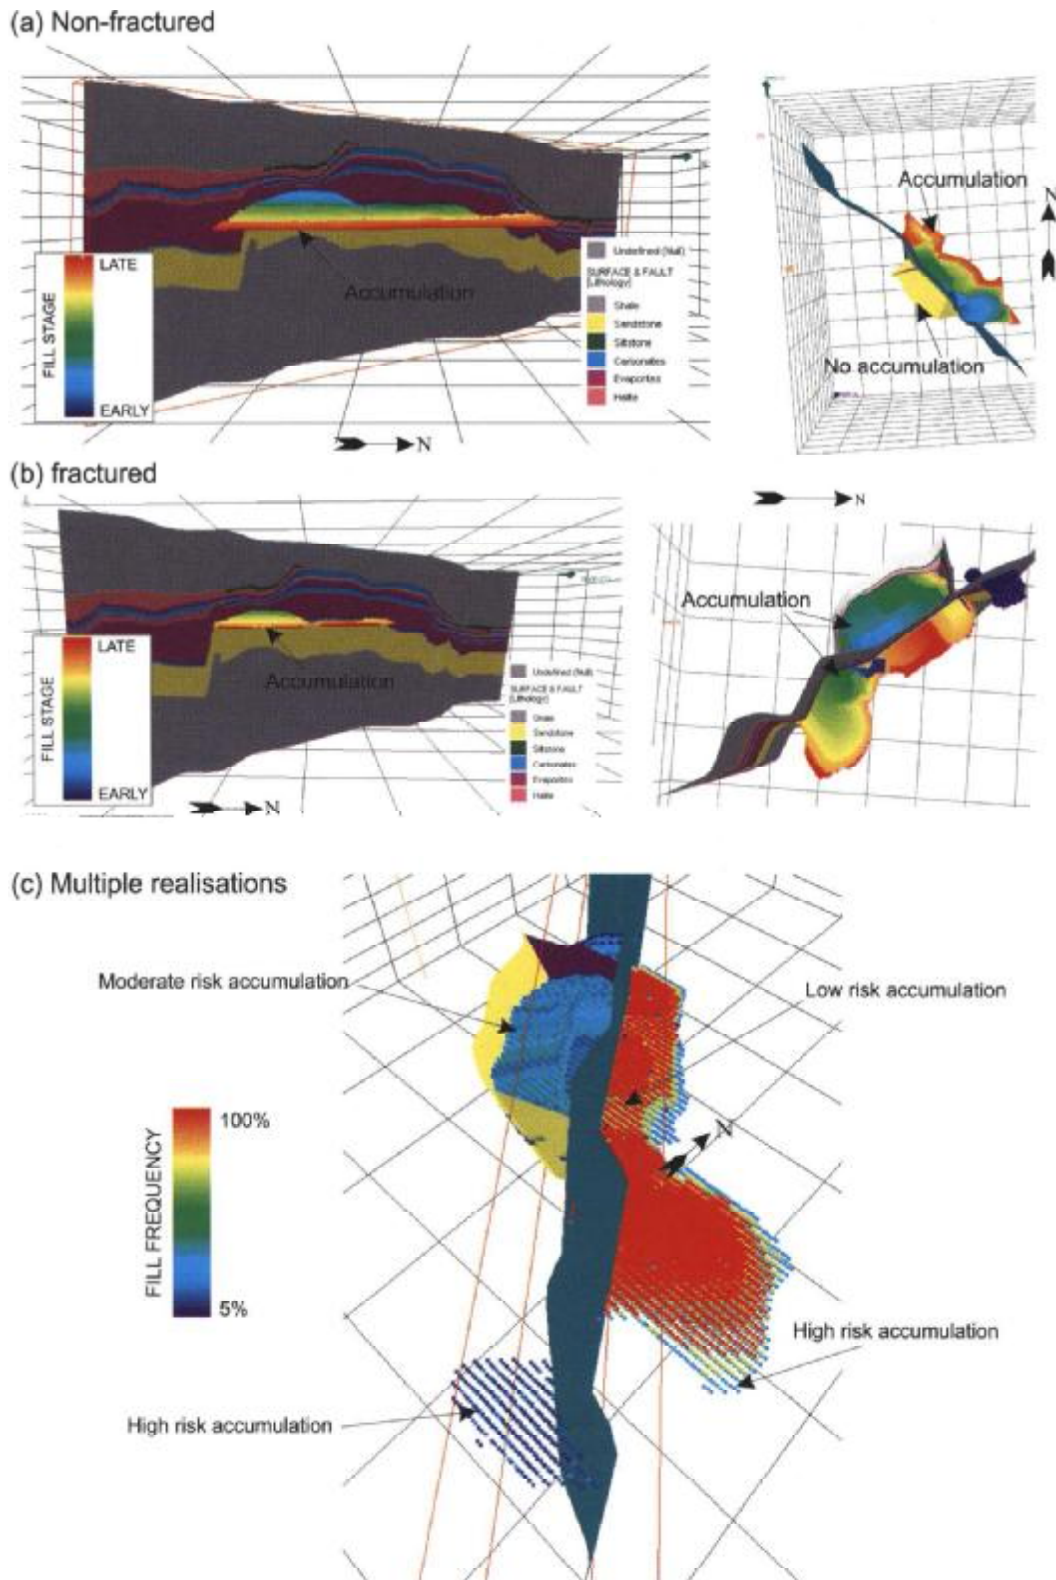 (a) Non-fractured
Accumulation
N
LATE
FILL STAGE
EARLY
Accumulation
Undefined (Null)
SURFACE & FAULT
[Lithology]
Shale
Sandstone
Siltstone
Carbonates
Evaporites
Halite
No accumulation
N
(b) fractured
N
Accumulation
LATE
FILL STAGE
EARLY
Accumulation
Undefined (Null)
SURFACE & FAULT
[Lithology]
Shale
Sandstone
Siltstone
Carbonates
Evaporites
Halite
N
(c) Multiple realisations
Moderate risk accumulation
Low risk accumulation
100%
FILL FREQUENCY
5%
N
High risk accumulation
High risk accumulation